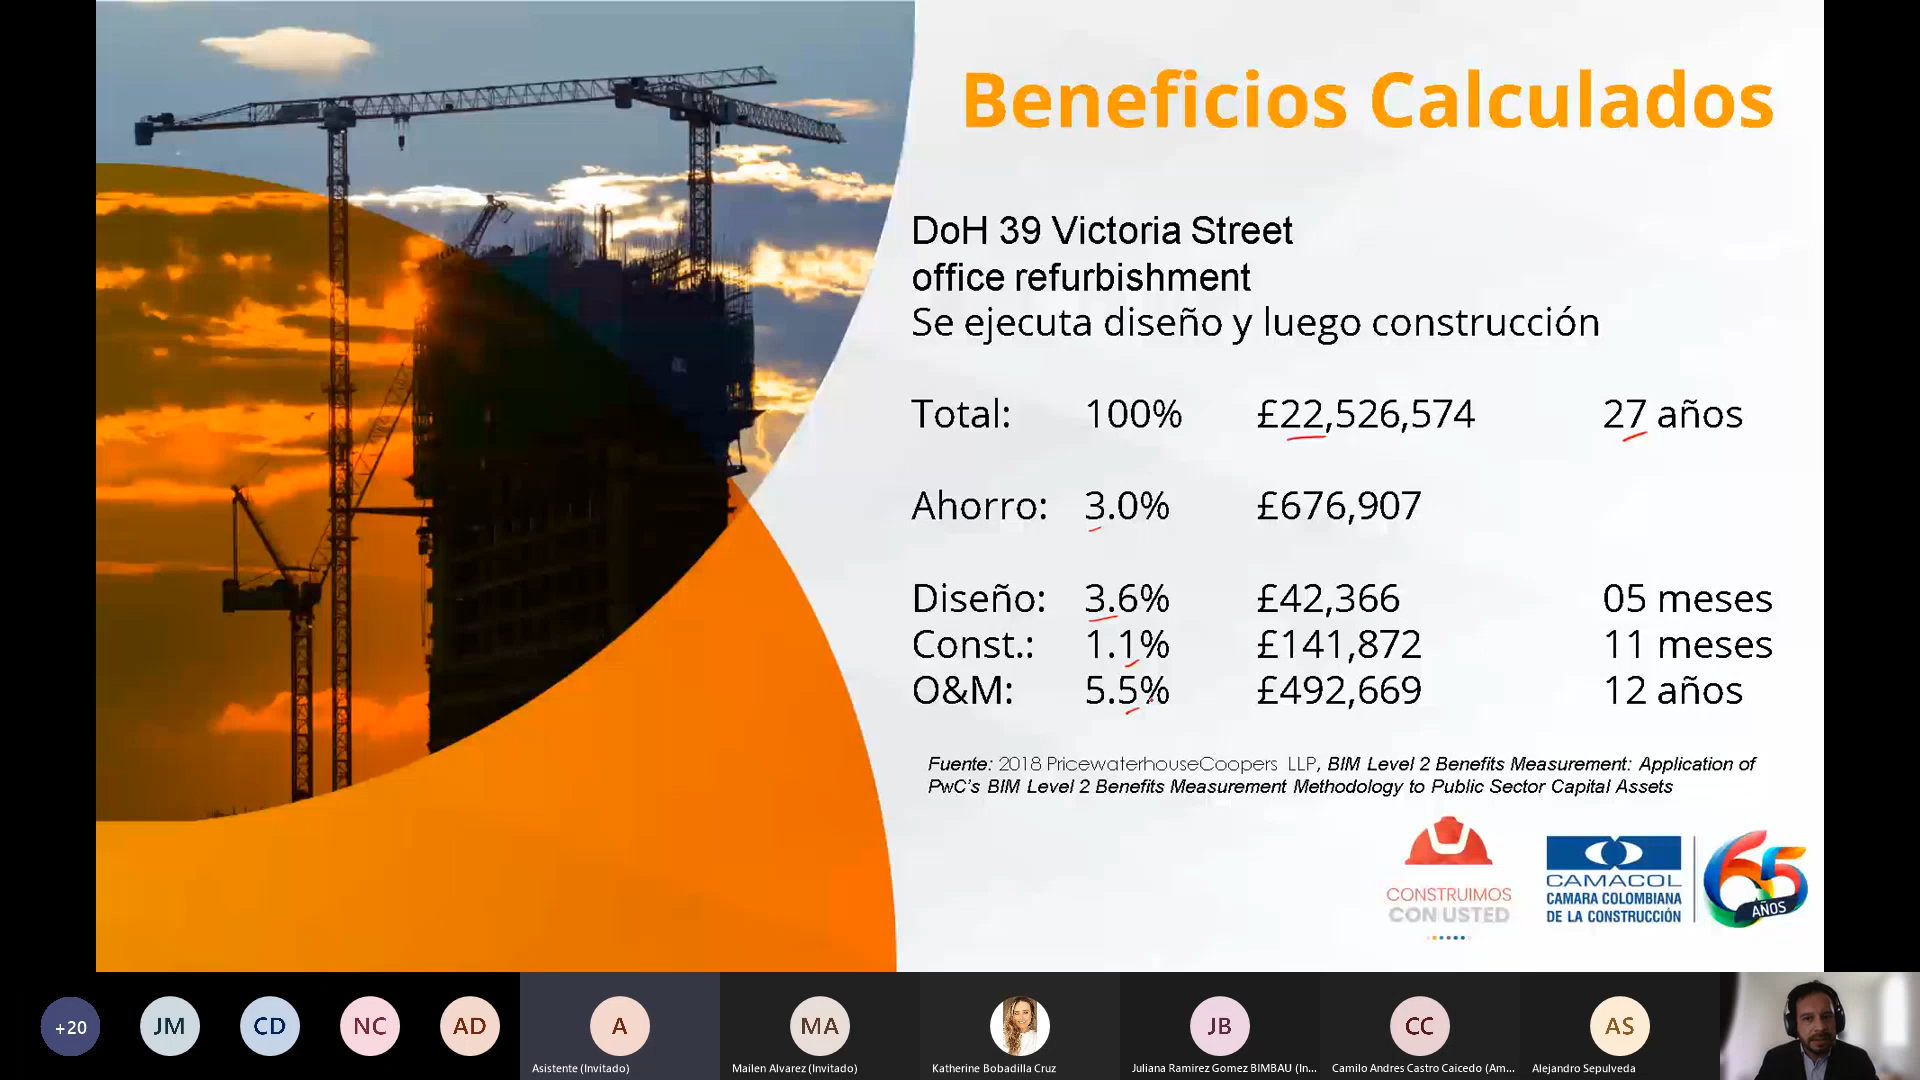 Beneficios Calculados
DoH 39 Victoria Street
office refurbishment
Se ejecuta diseño y luego construcción
Total: 100% £22,526,574 27 años
Ahorro: 3.0% £676,907
Diseño: 3.6% £42,366 05 meses
Const.: 1.1% £141,872 11 meses
O&M: 5.5% £492,669 12 años
Fuente: 2018 PricewaterhouseCoopers LLP, BIM Level 2 Benefits Measurement: Application of
PwC's BIM Level 2 Benefits Measurement Methodology to Public Sector Capital Assets
CONSTRUIMOS
CON USTED
CAMACOL
CAMARA COLOMBIANA
DE LA CONSTRUCCIÓN
65
AÑOS
+20 JM CD NC AD A MA JB CC AS
Asistente (Invitado) Mailen Alvarez (Invitado) Katherine Bobadilla Cruz Juliana Ramirez Gomez BIMBAU (In... Camilo Andres Castro Caicedo (Am... Alejandro Sepulveda